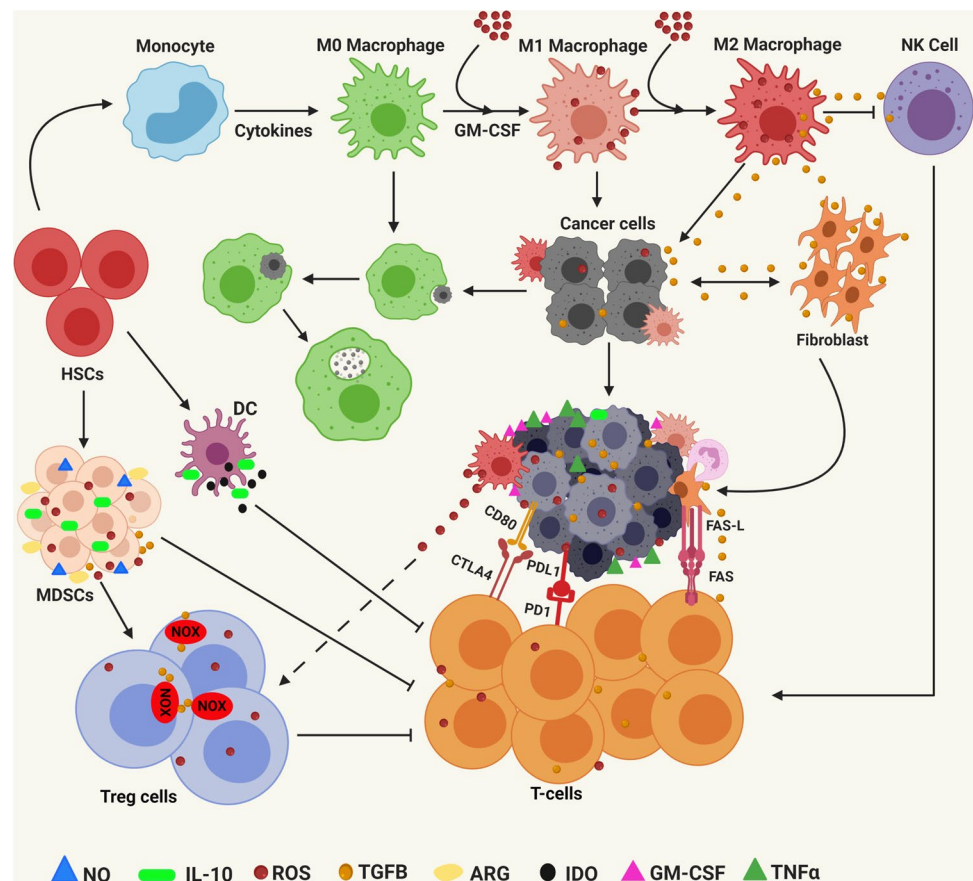 Monocyte
M0 Macrophage
M1 Macrophage
M2 Macrophage
NK Cell
Cytokines
GM-CSF
Cancer cells
Fibroblast
HSCs
DC
CD80
CTLA4
PDL1
PD1
FAS-L
FAS
MDSCs
NOX
NOX
NOX
Treg cells
T-cells
NO
IL-10
ROS
TGFB
ARG
IDO
GM-CSF
TNFα